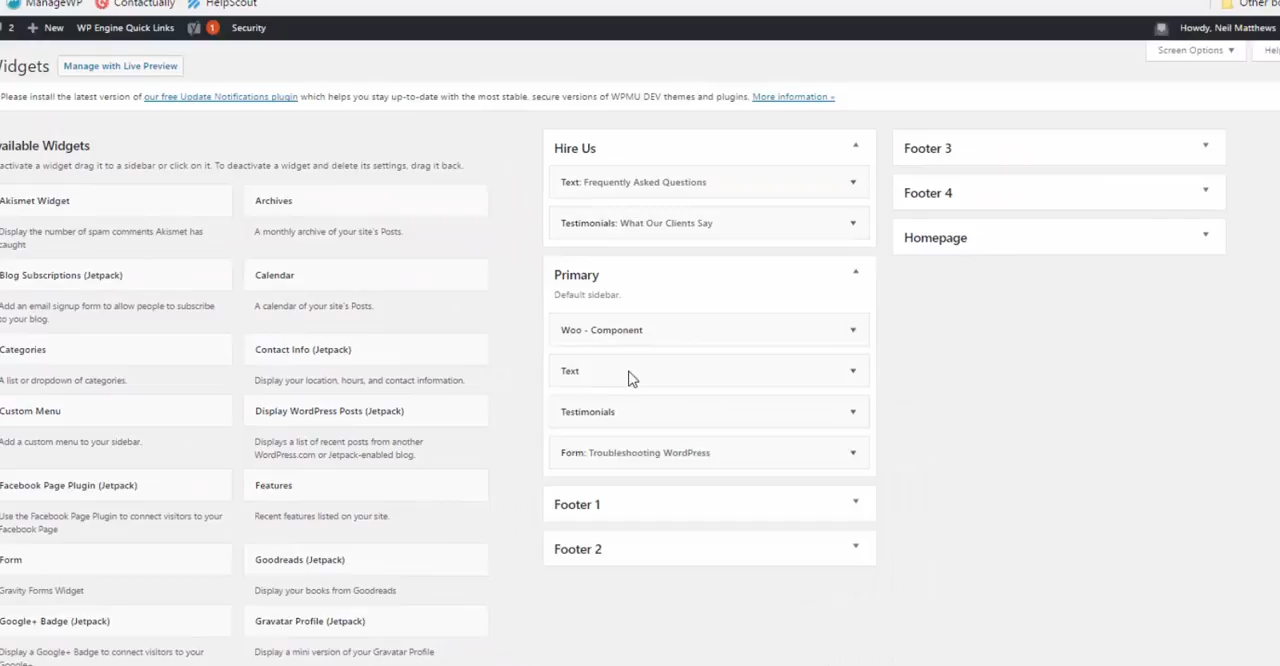 ManageWP Contactually HelpScout Other bo
2 New WP Engine Quick Links 1 Security Howdy, Neil Matthews
Screen Options ▼ Hel
Widgets Manage with Live Preview
Please install the latest version of our free Update Notifications plugin which helps you stay up-to-date with the most stable, secure versions of WPMU DEV themes and plugins. More information »
vailable Widgets
activate a widget drag it to a sidebar or click on it. To deactivate a widget and delete its settings, drag it back.
Akismet Widget
Display the number of spam comments Akismet has
caught
Archives
A monthly archive of your site's Posts.
Blog Subscriptions (Jetpack)
Add an email signup form to allow people to subscribe
to your blog.
Calendar
A calendar of your site's Posts.
Categories
A list or dropdown of categories.
Contact Info (Jetpack)
Display your location, hours, and contact information.
Custom Menu
Add a custom menu to your sidebar.
Display WordPress Posts (Jetpack)
Displays a list of recent posts from another
WordPress.com or Jetpack-enabled blog.
Facebook Page Plugin (Jetpack)
Use the Facebook Page Plugin to connect visitors to your
Facebook Page
Features
Recent features listed on your site.
Form
Gravity Forms Widget
Goodreads (Jetpack)
Display your books from Goodreads
Google+ Badge (Jetpack)
Display a Google+ Badge to connect visitors to your
Google+
Gravatar Profile (Jetpack)
Display a mini version of your Gravatar Profile
Hire Us
Text: Frequently Asked Questions
Testimonials: What Our Clients Say
Primary
Default sidebar.
Woo - Component
Text
Testimonials
Form: Troubleshooting WordPress
Footer 1
Footer 2
Footer 3
Footer 4
Homepage